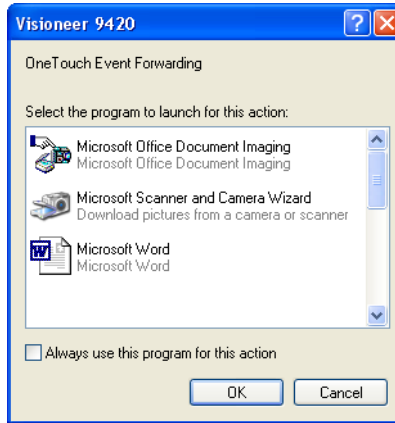 Visioneer 9420
OneTouch Event Forwarding
Select the program to launch for this action:
Microsoft Office Document Imaging
Microsoft Office Document Imaging
Microsoft Scanner and Camera Wizard
Download pictures from a camera or scanner
Microsoft Word
Microsoft Word
Always use this program for this action
OK Cancel